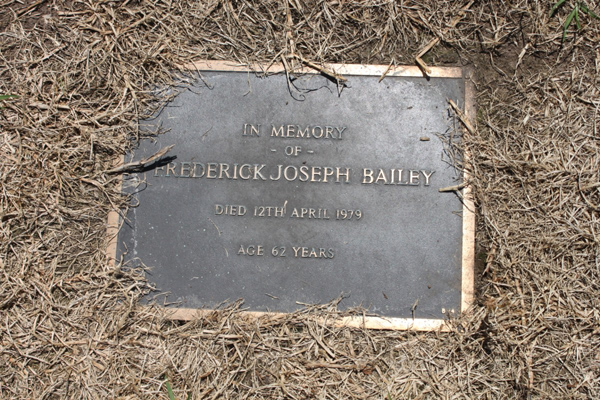 IN MEMORY
- OF -
FREDERICK JOSEPH BAILEY
DIED 12TH APRIL 1979
AGE 62 YEARS